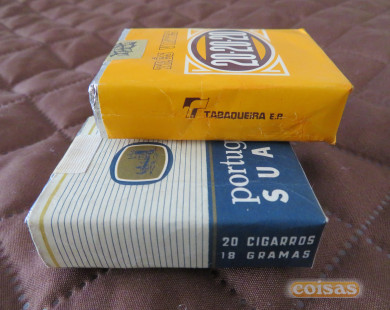 20-20-20
TABAQUEIRA E.P.
portug
SUA
20 CIGARROS
18 GRAMAS
coisas